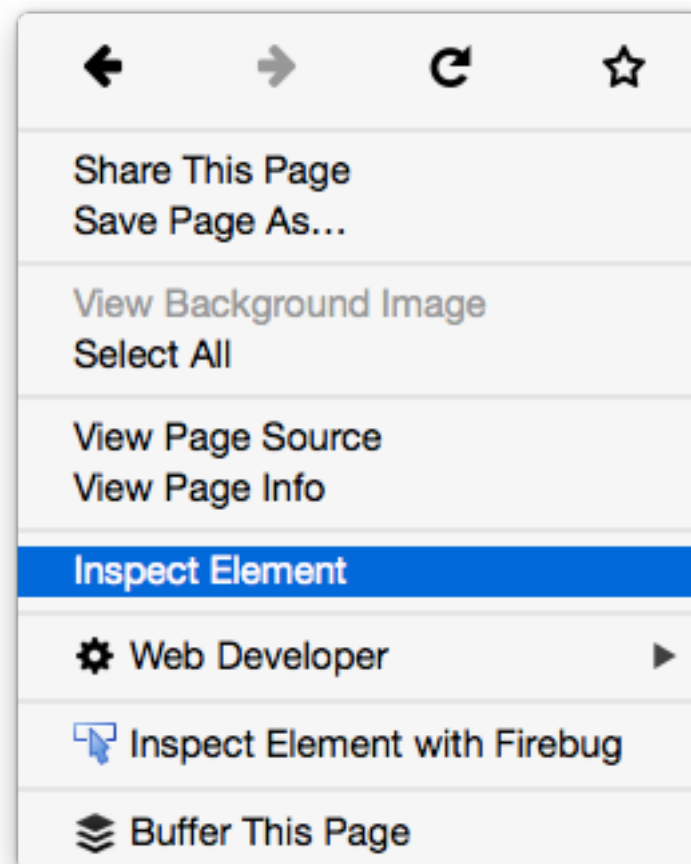 Share This Page
Save Page As...
View Background Image
Select All
View Page Source
View Page Info
Inspect Element
Web Developer
Inspect Element with Firebug
Buffer This Page